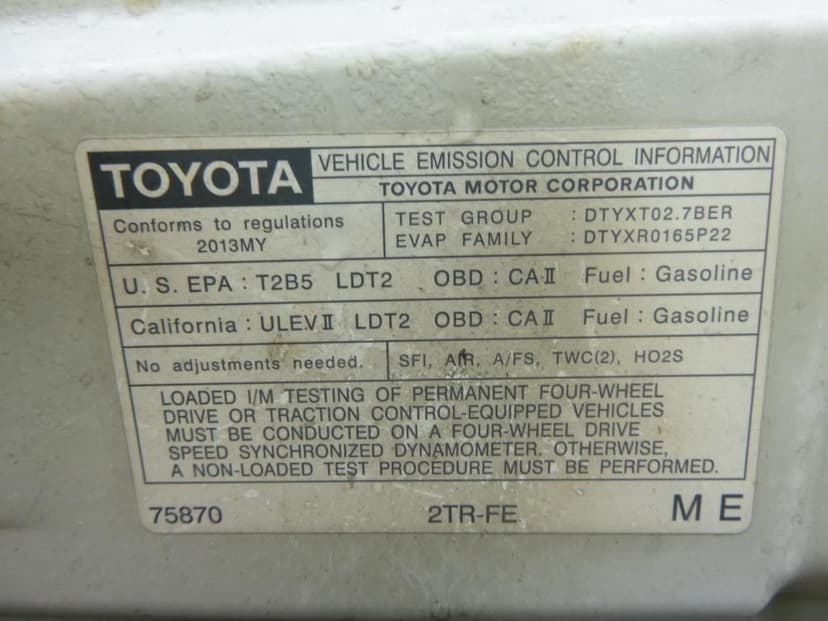 TOYOTA
VEHICLE EMISSION CONTROL INFORMATION
TOYOTA MOTOR CORPORATION
Conforms to regulations
2013MY
TEST GROUP : DTYXT02.7BER
EVAP FAMILY : DTYXR0165P22
U. S. EPA : T2B5 LDT2 OBD : CAⅡ Fuel : Gasoline
California : ULEVⅡ LDT2 OBD : CAⅡ Fuel : Gasoline
No adjustments needed.
SFI, AIR, A/FS, TWC(2), HO2S
LOADED I/M TESTING OF PERMANENT FOUR-WHEEL
DRIVE OR TRACTION CONTROL-EQUIPPED VEHICLES
MUST BE CONDUCTED ON A FOUR-WHEEL DRIVE
SPEED SYNCHRONIZED DYNAMOMETER. OTHERWISE,
A NON-LOADED TEST PROCEDURE MUST BE PERFORMED.
75870 2TR-FE M E